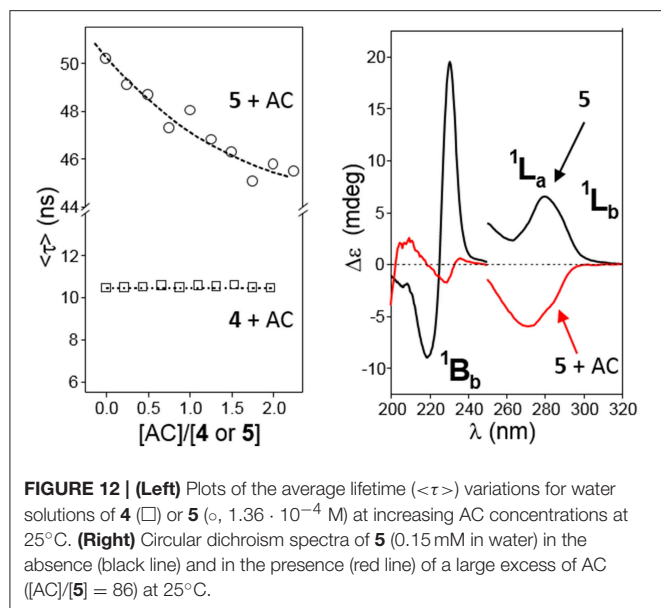 50
48
46
44
12
10
8
6
<τ> (ns)
5 + AC
4 + AC
0.0 0.5 1.0 1.5 2.0
[AC]/[4 or 5]
20
10
0
-5
-10
Δε (mdeg)
5
¹Lₐ
¹L_b
¹B_b
5 + AC
200 220 240 260 280 300 320
λ (nm)
FIGURE 12 | (Left) Plots of the average lifetime (<τ>) variations for water
solutions of 4 (□) or 5 (○, 1.36 · 10⁻⁴ M) at increasing AC concentrations at
25°C. (Right) Circular dichroism spectra of 5 (0.15 mM in water) in the
absence (black line) and in the presence (red line) of a large excess of AC
([AC]/[5] = 86) at 25°C.